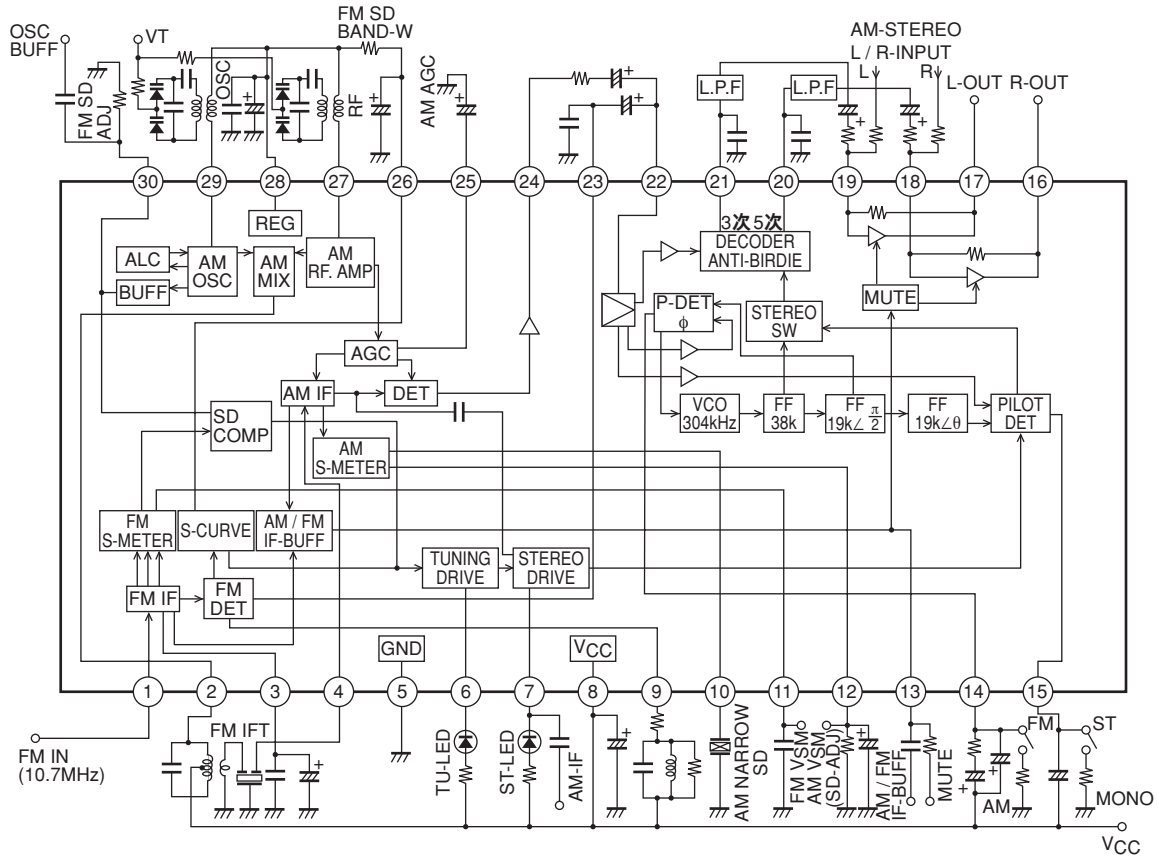 OSC
BUFF
VT
FM SD
BAND-W
AM-STEREO
L / R-INPUT
L
R
L-OUT
R-OUT
FM SD
ADJ
OSC
+
RF
+
AM AGC
+
+
+
L.P.F
L.P.F
+
+
30
29
28
27
26
25
24
23
22
21
20
19
18
17
16
REG
3次 5次
DECODER
ANTI-BIRDIE
ALC
AM
OSC
AM
MIX
AM
RF. AMP
BUFF
P-DET
ϕ
STEREO
SW
MUTE
AGC
AM IF
DET
SD
COMP
AM
S-METER
VCO
304kHz
FF
38k
FF
19k∠ π/2
FF
19k∠θ
PILOT
DET
FM
S-METER
S-CURVE
AM / FM
IF-BUFF
TUNING
DRIVE
STEREO
DRIVE
FM IF
FM
DET
GND
VCC
1
2
3
4
5
6
7
8
9
10
11
12
13
14
15
FM IN
(10.7MHz)
FM IFT
+
TU-LED
ST-LED
AM-IF
+
AM NARROW
SD
FM VSM
AM VSM
(SD-ADJ)
+
AM / FM
IF-BUFF
MUTE
FM
+
+
AM
ST
MONO
VCC